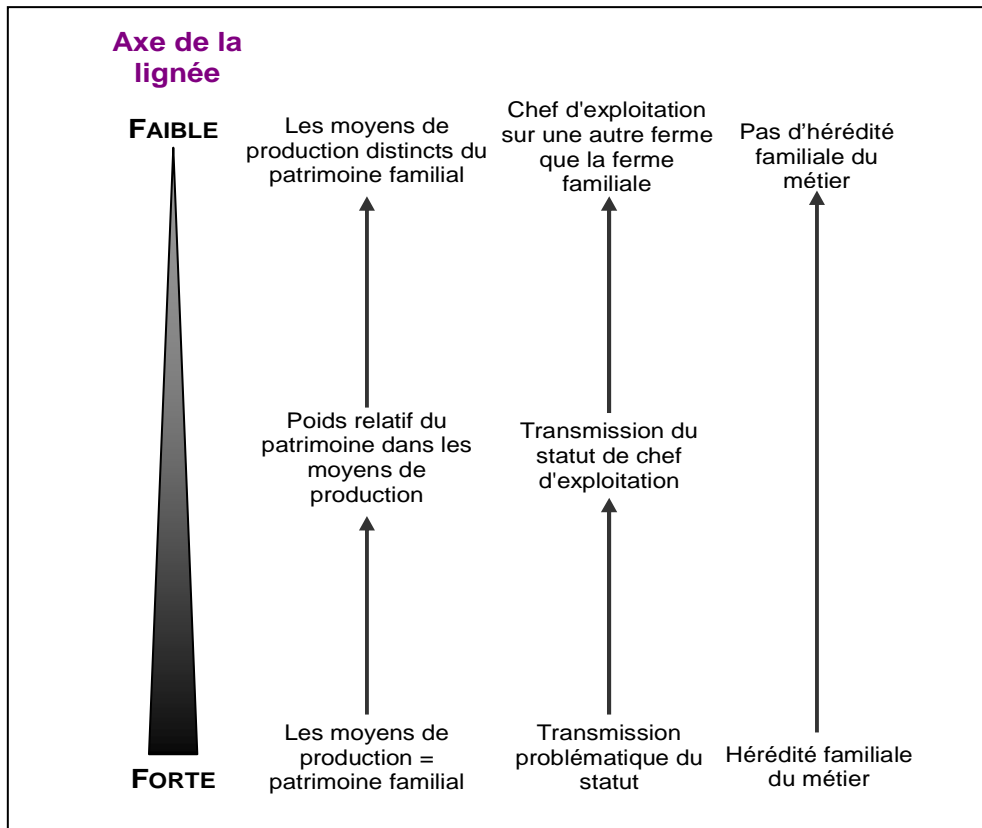 Axe de la
lignée
FAIBLE
Les moyens de
production distincts du
patrimoine familial
Chef d'exploitation
sur une autre ferme
que la ferme
familiale
Pas d’hérédité
familiale du
métier
Poids relatif du
patrimoine dans les
moyens de
production
Transmission du
statut de chef
d'exploitation
Les moyens de
production =
patrimoine familial
Transmission
problématique du
statut
Hérédité familiale
du métier
FORTE